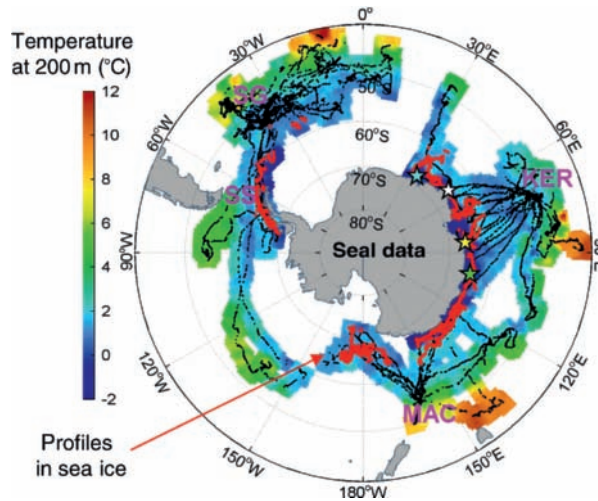 Temperature
at 200 m (°C)
12
10
8
6
4
2
0
−2
0°
30°E
60°E
120°E
150°E
180°W
150°W
120°W
90°W
60°W
30°W
50°S
60°S
70°S
80°S
SG
SS
KER
MAC
Seal data
Profiles
in sea ice